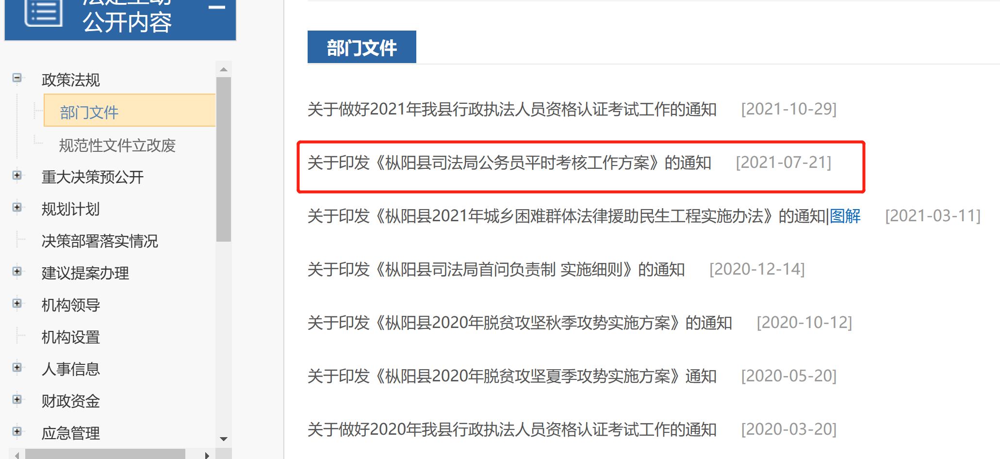 法定主动
公开内容
政策法规
部门文件
规范性文件立改废
重大决策预公开
规划计划
决策部署落实情况
建议提案办理
机构领导
机构设置
人事信息
财政资金
应急管理
部门文件
关于做好2021年我县行政执法人员资格认证考试工作的通知 [2021-10-29]
关于印发《枞阳县司法局公务员平时考核工作方案》的通知 [2021-07-21]
关于印发《枞阳县2021年城乡困难群体法律援助民生工程实施办法》的通知|图解 [2021-03-11]
关于印发《枞阳县司法局首问负责制 实施细则》的通知 [2020-12-14]
关于印发《枞阳县2020年脱贫攻坚秋季攻势实施方案》的通知 [2020-10-12]
关于印发《枞阳县2020年脱贫攻坚夏季攻势实施方案》通知 [2020-05-20]
关于做好2020年我县行政执法人员资格认证考试工作的通知 [2020-03-20]